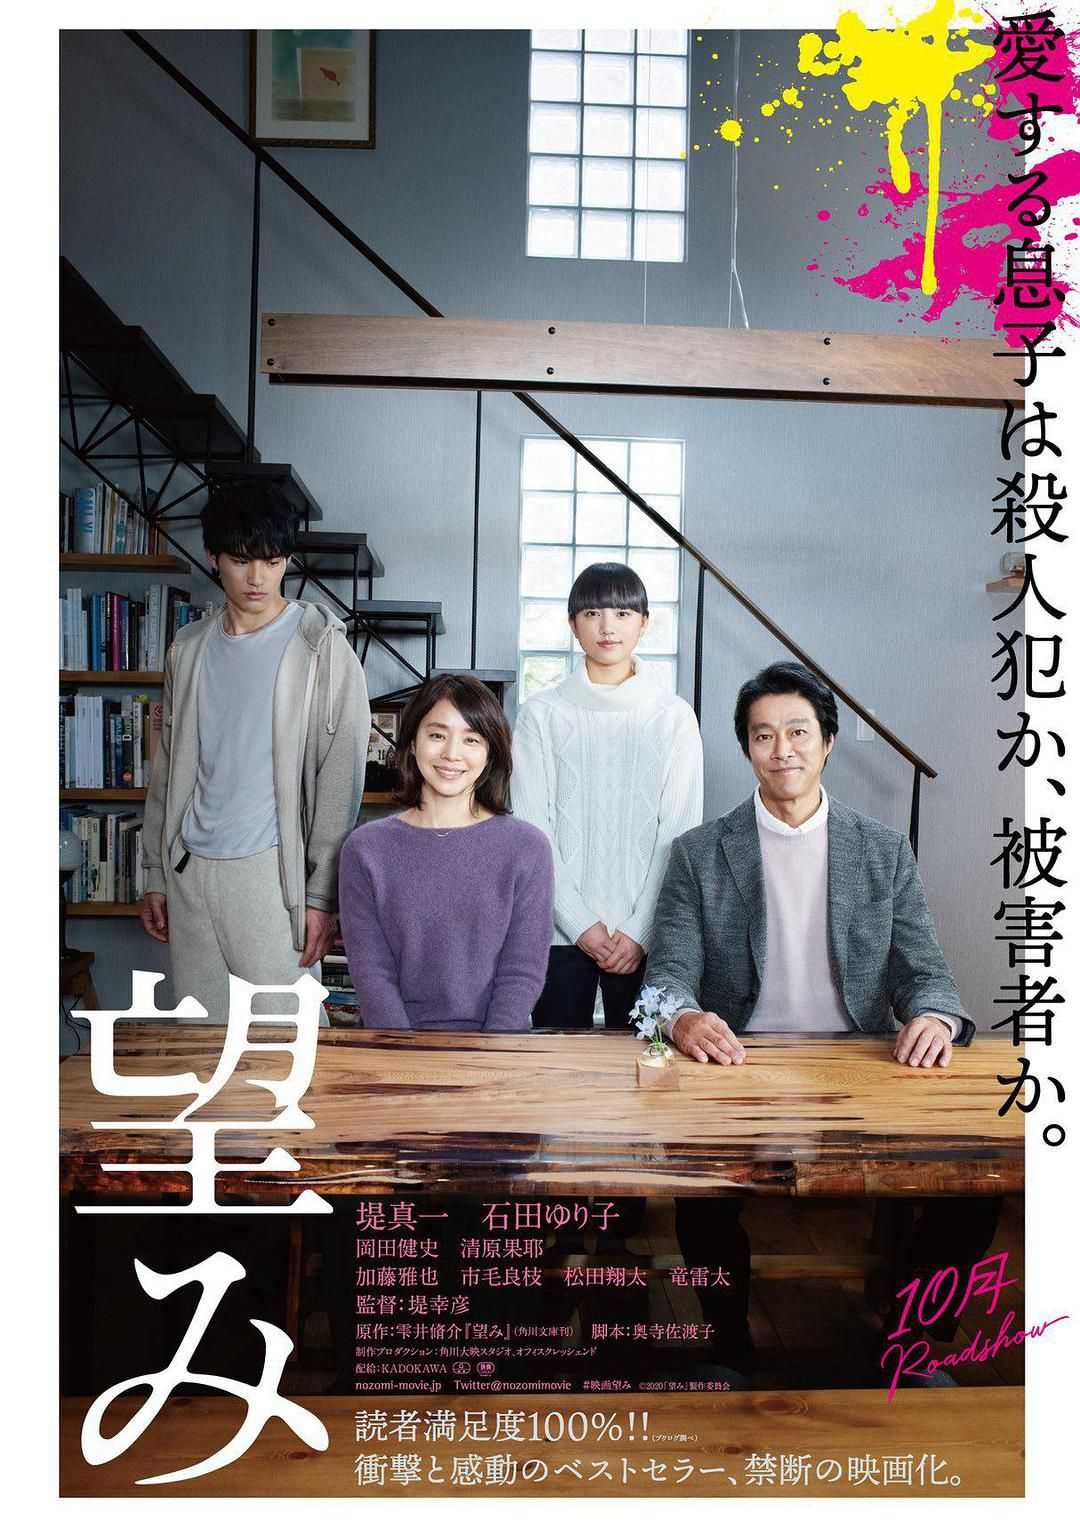 愛する息子は殺人犯か、被害者か。
望み
堤真一　石田ゆり子
岡田健史　清原果耶
加藤雅也　市毛良枝　松田翔太　竜雷太
監督：堤幸彦
原作：雫井脩介『望み』（角川文庫刊）　脚本：奥寺佐渡子
制作プロダクション：角川大映スタジオ、オフィスクレッシェンド
配給：KADOKAWA
nozomi-movie.jp　Twitter@nozomimovie　#映画望み　©2020「望み」製作委員会
10月
Roadshow
読者満足度100%!!（ブクログ調べ）
衝撃と感動のベストセラー、禁断の映画化。